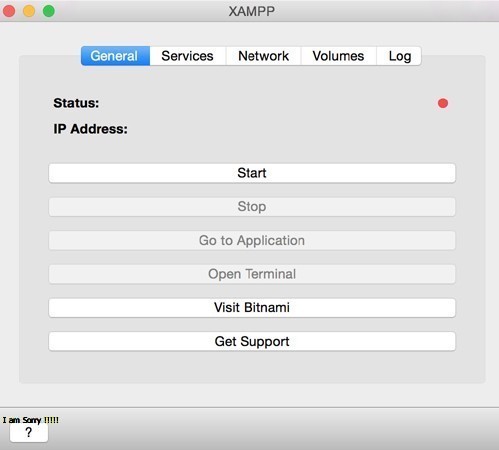 XAMPP
General Services Network Volumes Log
Status:
IP Address:
Start
Stop
Go to Application
Open Terminal
Visit Bitnami
Get Support
I am Sorry !!!!!
?